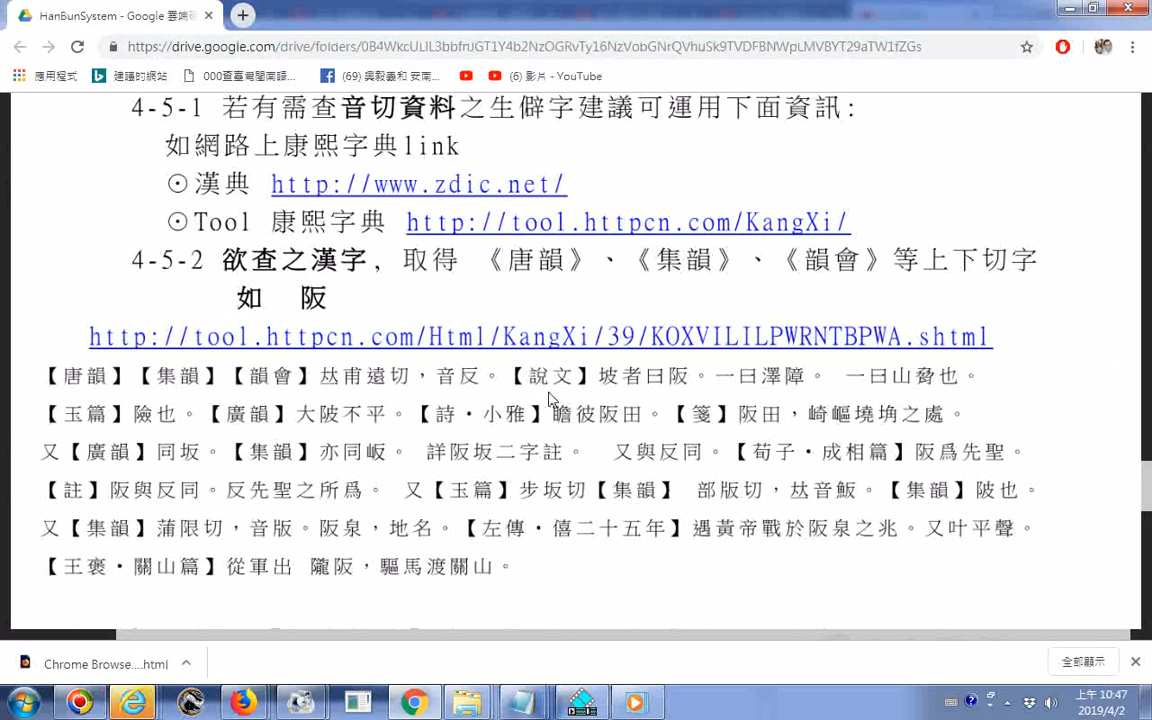 HanBunSystem - Google 雲端硬
https://drive.google.com/drive/folders/0B4WkcULlL3bbfnJGT1Y4b2NzOGRvTy16NzVobGNrQVhuSk9TVDFBNWpLMVBYT29aTW1fZGs
應用程式 建議的網站 000查臺灣閩南語... (69) 興毅義和 安南... (6) 影片 - YouTube
4-5-1 若有需查音切資料之生僻字建議可運用下面資訊:
如網路上康熙字典link
⊙漢典 http://www.zdic.net/
⊙Tool 康熙字典 http://tool.httpcn.com/KangXi/
4-5-2 欲查之漢字, 取得 《唐韻》、《集韻》、《韻會》等上下切字
如 阪
http://tool.httpcn.com/Html/KangXi/39/KOXVILILPWRNTBPWA.shtml
【唐韻】【集韻】【韻會】𠀤甫遠切，音反。【說文】坡者曰阪。一曰澤障。 一曰山脅也。
【玉篇】險也。【廣韻】大陂不平。【詩・小雅】瞻彼阪田。【箋】阪田，崎嶇墝埆之處。
又【廣韻】同坂。【集韻】亦同岅。 詳阪坂二字註。 又與反同。【荀子・成相篇】阪爲先聖。
【註】阪與反同。反先聖之所爲。 又【玉篇】步坂切【集韻】 部版切，𠀤音飯。【集韻】陂也。
又【集韻】蒲限切，音版。阪泉，地名。【左傳・僖二十五年】遇黃帝戰於阪泉之兆。又叶平聲。
【王褒・關山篇】從軍出 隴阪，驅馬渡關山。
Chrome Browse....html
全部顯示
上午 10:47
2019/4/2